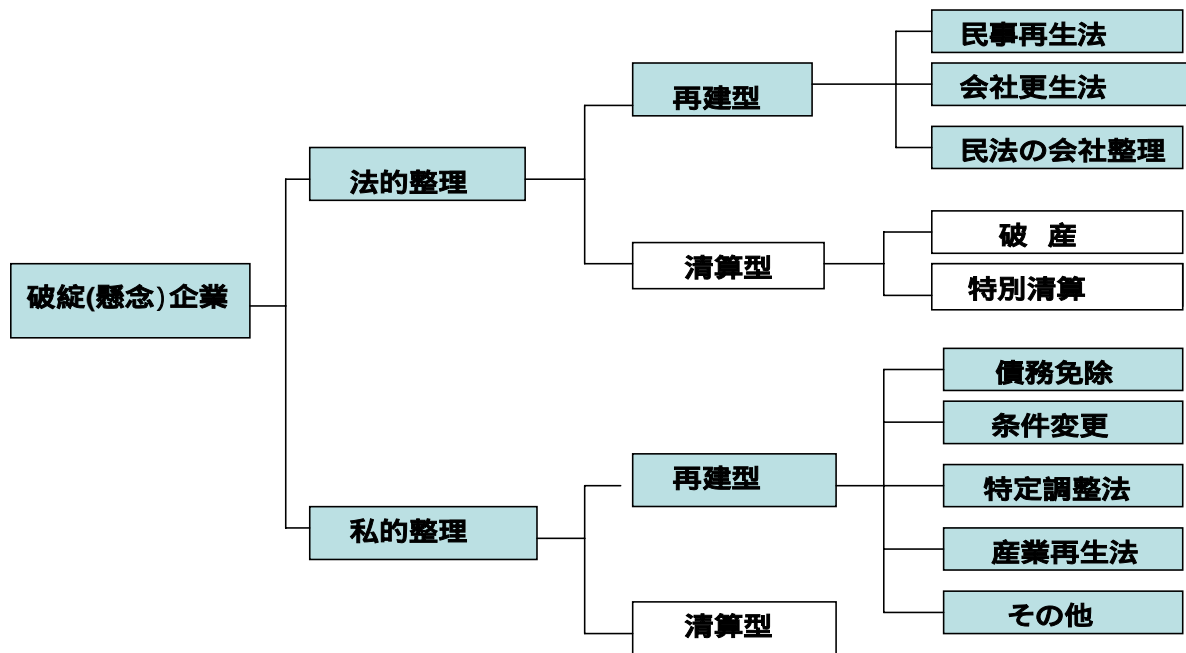 破綻(懸念)企業
法的整理
再建型
民事再生法
会社更生法
民法の会社整理
清算型
破 産
特別清算
私的整理
再建型
債務免除
条件変更
特定調整法
産業再生法
その他
清算型